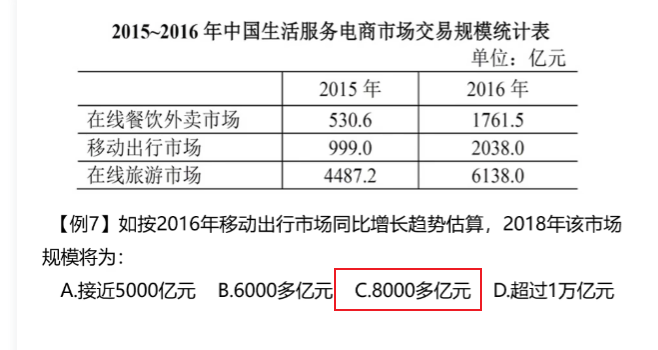 2015~2016 年中国生活服务电商市场交易规模统计表
单位：亿元
2015 年 2016 年
在线餐饮外卖市场 530.6 1761.5
移动出行市场 999.0 2038.0
在线旅游市场 4487.2 6138.0
【例7】如按2016年移动出行市场同比增长趋势估算，2018年该市场
规模将为：
A.接近5000亿元 B.6000多亿元 C.8000多亿元 D.超过1万亿元